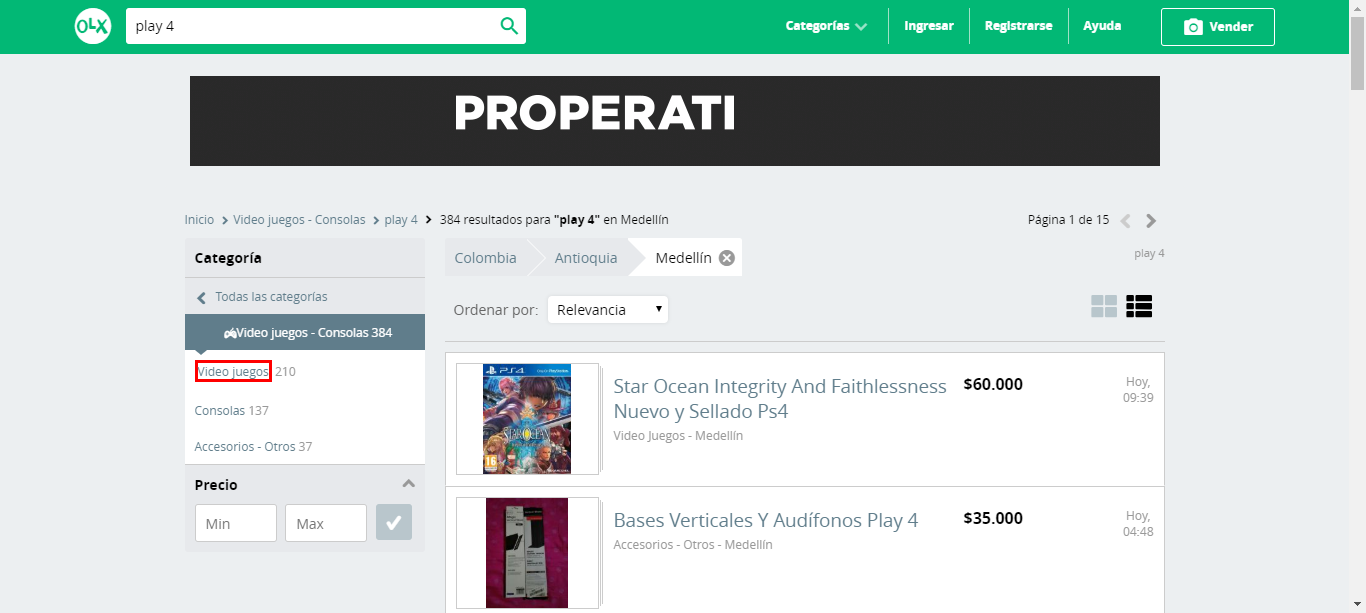 OLX play 4 Categorías Ingresar Registrarse Ayuda Vender
PROPERATI
Inicio Video juegos - Consolas play 4 384 resultados para "play 4" en Medellín Página 1 de 15
Categoría
Todas las categorías
Video juegos - Consolas 384
Video juegos 210
Consolas 137
Accesorios - Otros 37
Precio
Min Max
Colombia Antioquia Medellín
play 4
Ordenar por: Relevancia
PS4
STAR OCEAN
16
Star Ocean Integrity And Faithlessness
Nuevo y Sellado Ps4
Video Juegos - Medellín
$60.000
Hoy,
09:39
Bases Verticales Y Audífonos Play 4
Accesorios - Otros - Medellín
$35.000
Hoy,
04:48